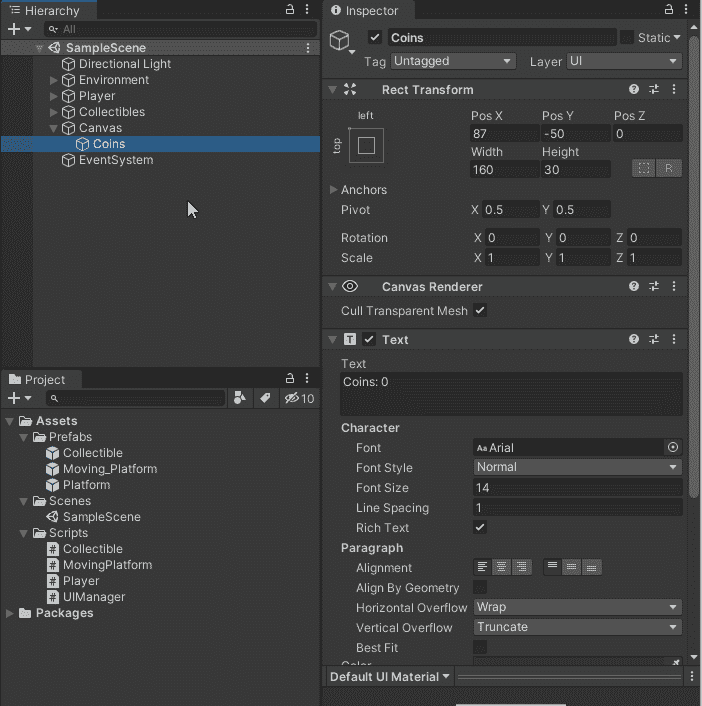 Hierarchy
All
SampleScene
Directional Light
Environment
Player
Collectibles
Canvas
Coins
EventSystem
Project
10
Assets
Prefabs
Collectible
Moving_Platform
Platform
Scenes
SampleScene
Scripts
Collectible
MovingPlatform
Player
UIManager
Packages
Inspector
Coins Static
Tag Untagged Layer UI
Rect Transform
left Pos X Pos Y Pos Z
top 87 -50 0
Width Height
160 30 R
Anchors
Pivot X 0.5 Y 0.5
Rotation X 0 Y 0 Z 0
Scale X 1 Y 1 Z 1
Canvas Renderer
Cull Transparent Mesh
T Text
Text
Coins: 0
Character
Font Aa Arial
Font Style Normal
Font Size 14
Line Spacing 1
Rich Text
Paragraph
Alignment
Align By Geometry
Horizontal Overflow Wrap
Vertical Overflow Truncate
Best Fit
Color
Default UI Material